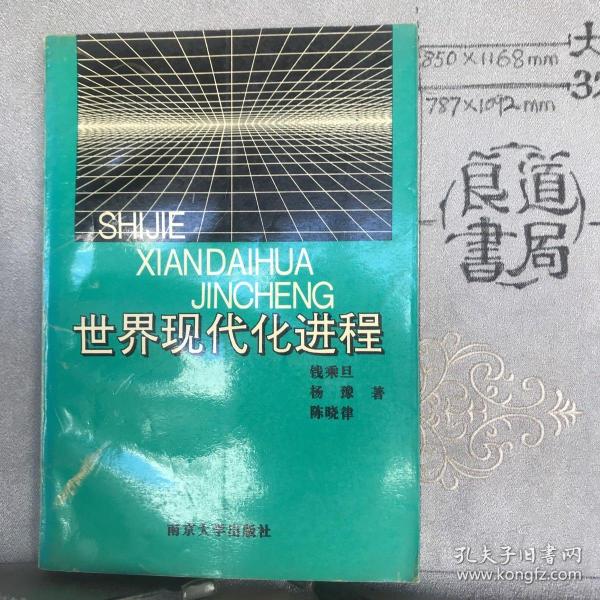 SHIJIE
XIANDAIHUA
JINCHENG
世界现代化进程
钱乘旦
杨豫 著
陈晓律
南京大学出版社
850×1168mm
大
32
787×1092mm
良道
書局
孔夫子旧书网
www.kongfz.com